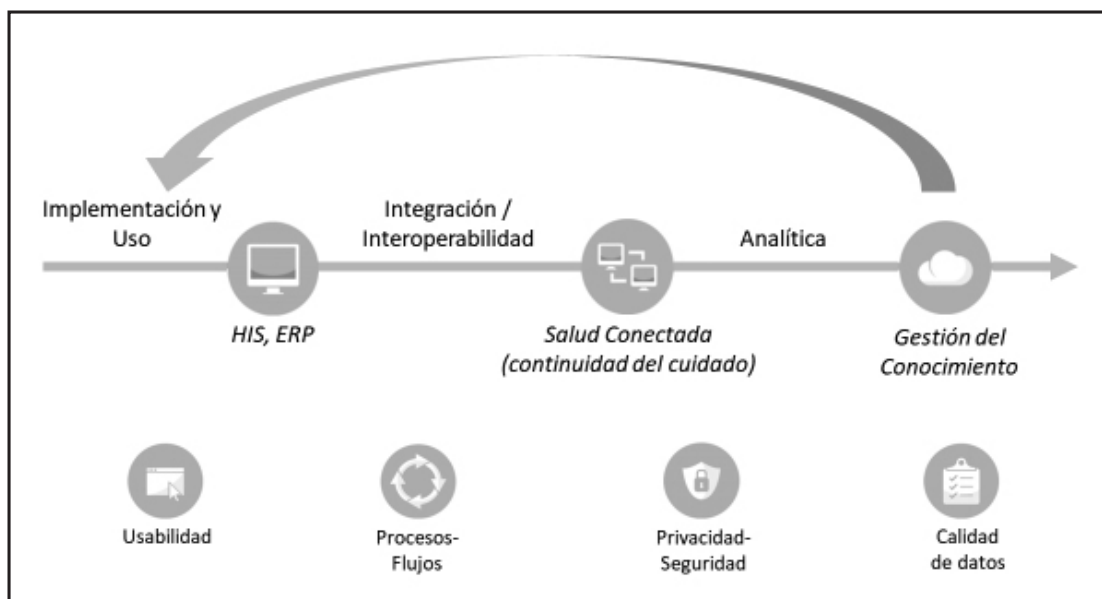 Implementación y
Uso
Integración /
Interoperabilidad
Analítica
HIS, ERP
Salud Conectada
(continuidad del cuidado)
Gestión del
Conocimiento
Usabilidad
Procesos-
Flujos
Privacidad-
Seguridad
Calidad
de datos